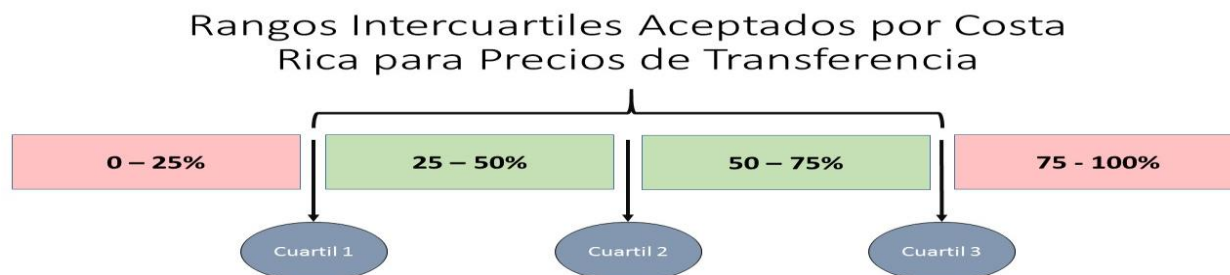 Rangos Intercuartiles Aceptados por Costa
Rica para Precios de Transferencia
0 – 25%
25 – 50%
50 – 75%
75 - 100%
Cuartil 1
Cuartil 2
Cuartil 3